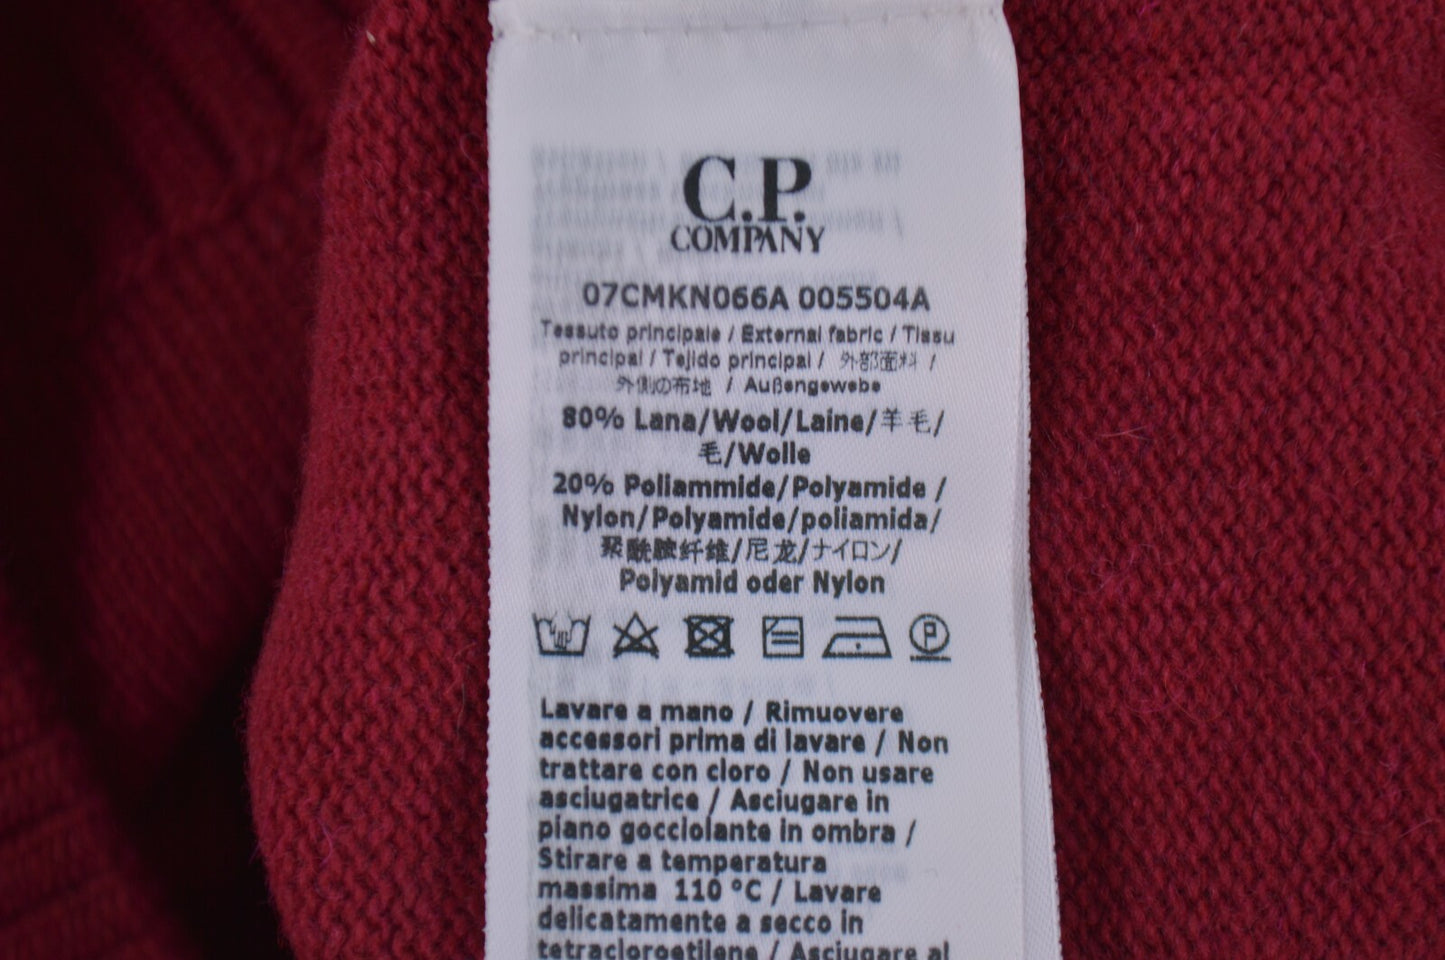 C.P.
COMPANY
07CMKN066A 005504A
Tessuto principale / External fabric / Tissu
principal / Tejido principal / 外部面料 /
外側の布地 / Außengewebe
80% Lana/Wool/Laine/羊毛/
毛/Wolle
20% Poliammide/Polyamide /
Nylon/Polyamide/poliamida/
聚酰胺纤维/尼龙/ナイロン/
Polyamid oder Nylon
P
Lavare a mano / Rimuovere
accessori prima di lavare / Non
trattare con cloro / Non usare
asciugatrice / Asciugare in
piano gocciolante in ombra /
Stirare a temperatura
massima 110 °C / Lavare
delicatamente a secco in
tetracloroetilene / Asciugare al